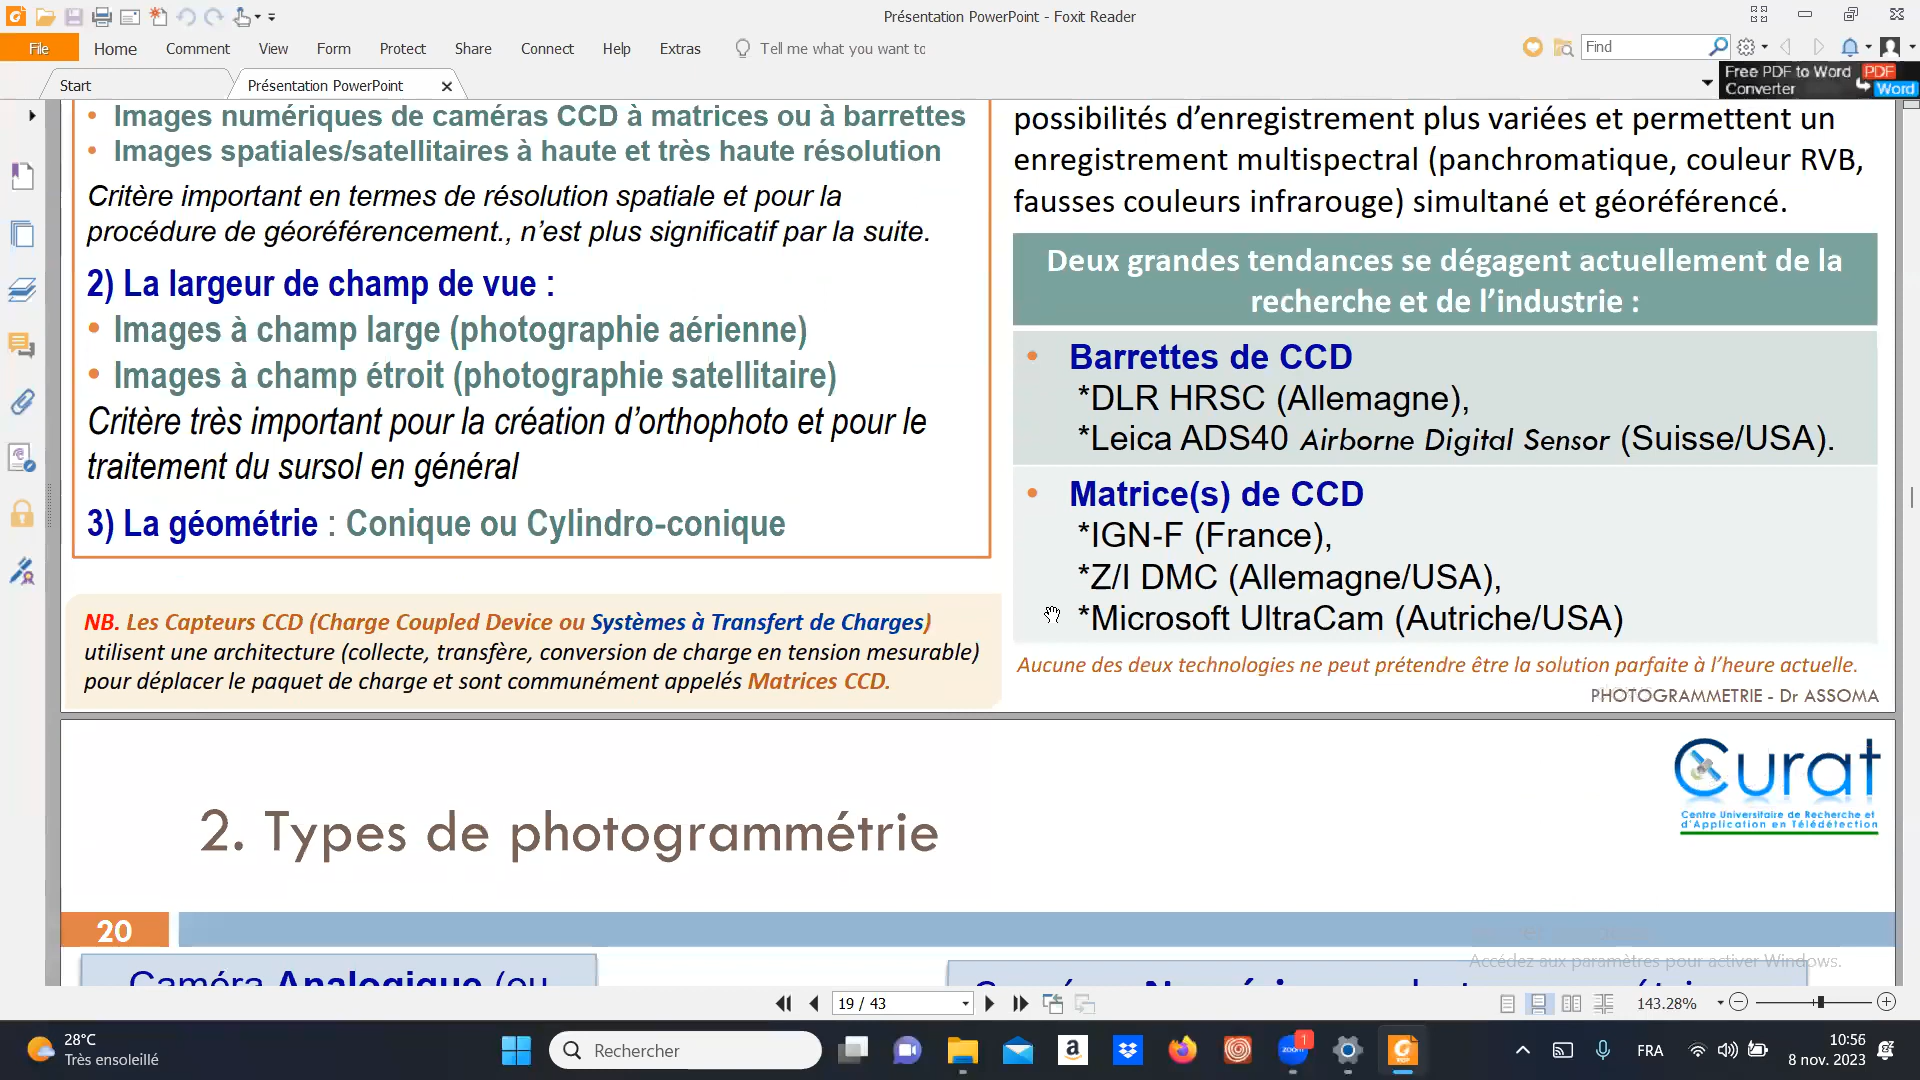 Présentation PowerPoint - Foxit Reader
File Home Comment View Form Protect Share Connect Help Extras Tell me what you want to
Find
Start
Présentation PowerPoint
Free PDF to Word Converter
PDF
Word
• Images numériques de caméras CCD à matrices ou à barrettes
• Images spatiales/satellitaires à haute et très haute résolution
Critère important en termes de résolution spatiale et pour la
procédure de géoréférencement., n’est plus significatif par la suite.
2) La largeur de champ de vue :
• Images à champ large (photographie aérienne)
• Images à champ étroit (photographie satellitaire)
Critère très important pour la création d’orthophoto et pour le
traitement du sursol en général
3) La géométrie : Conique ou Cylindro-conique
NB. Les Capteurs CCD (Charge Coupled Device ou Systèmes à Transfert de Charges)
utilisent une architecture (collecte, transfère, conversion de charge en tension mesurable)
pour déplacer le paquet de charge et sont communément appelés Matrices CCD.
possibilités d’enregistrement plus variées et permettent un
enregistrement multispectral (panchromatique, couleur RVB,
fausses couleurs infrarouge) simultané et géoréférencé.
Deux grandes tendances se dégagent actuellement de la
recherche et de l’industrie :
• Barrettes de CCD
*DLR HRSC (Allemagne),
*Leica ADS40 Airborne Digital Sensor (Suisse/USA).
• Matrice(s) de CCD
*IGN-F (France),
*Z/I DMC (Allemagne/USA),
*Microsoft UltraCam (Autriche/USA)
Aucune des deux technologies ne peut prétendre être la solution parfaite à l’heure actuelle.
PHOTOGRAMMETRIE - Dr ASSOMA
Curat
Centre Universitaire de Recherche et
d'Application en Télédétection
2. Types de photogrammétrie
20
Caméra Analogique (ou
Accédez aux paramètres pour activer Windows.
19 / 43
143.28%
28°C
Très ensoleillé
Rechercher
zoom
1
FRA
10:56
8 nov. 2023